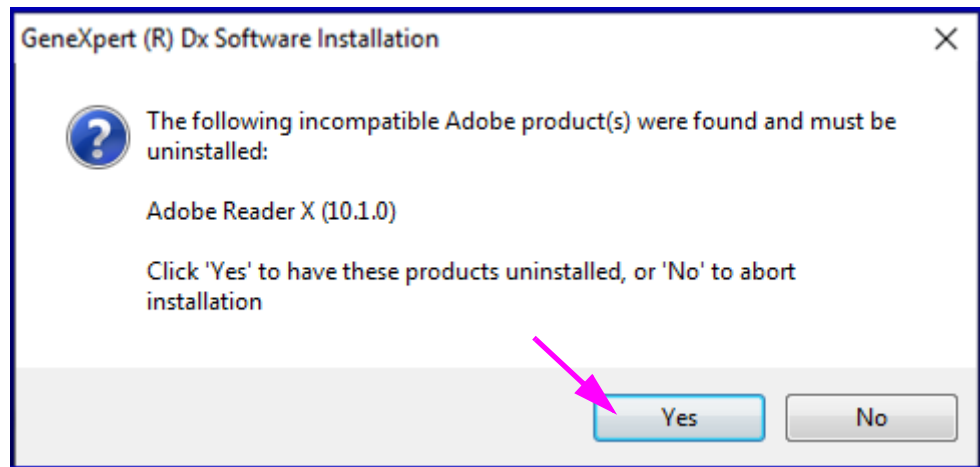 GeneXpert (R) Dx Software Installation
The following incompatible Adobe product(s) were found and must be
uninstalled:
Adobe Reader X (10.1.0)
Click 'Yes' to have these products uninstalled, or 'No' to abort
installation
Yes No